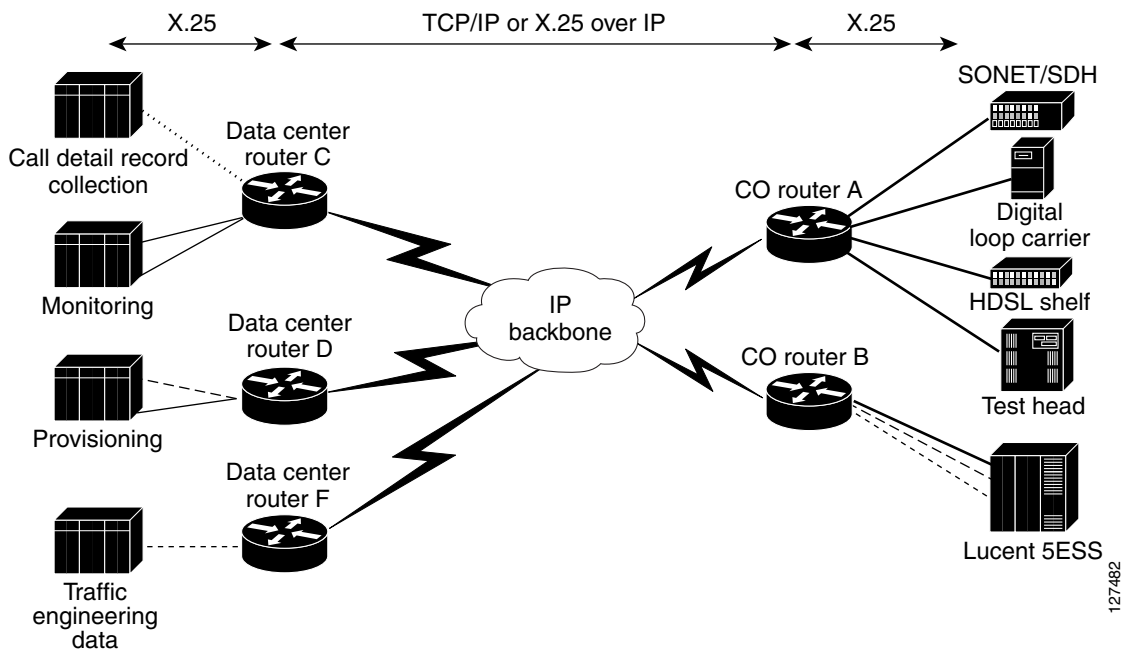 X.25
TCP/IP or X.25 over IP
X.25
SONET/SDH
Data center
router C
Call detail record
collection
CO router A
Digital
loop carrier
Monitoring
IP
backbone
HDSL shelf
Data center
router D
CO router B
Test head
Provisioning
Data center
router F
Lucent 5ESS
Traffic
engineering
data
127482